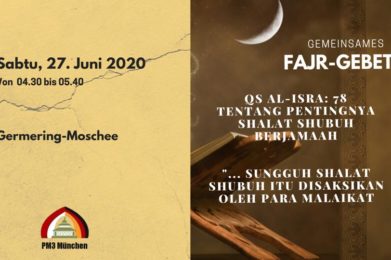 Sabtu, 27. Juni 2020
Von 04.30 bis 05.40
Germering-Moschee
PM3 München
GEMEINSAMES
FAJR-GEBET
QS AL-ISRA: 78
TENTANG PENTINGNYA
SHALAT SHUBUH
BERJAMAAH
"... SUNGGUH SHALAT
SHUBUH ITU DISAKSIKAN
OLEH PARA MALAIKAT